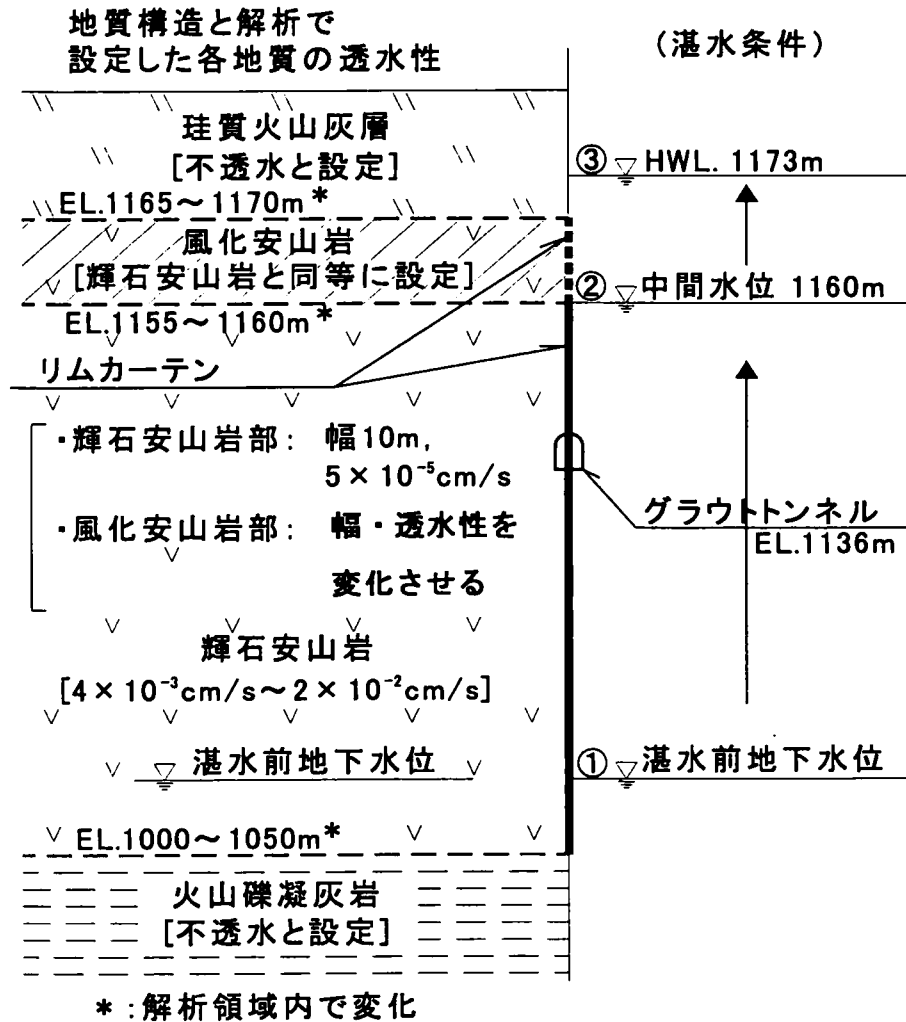 地質構造と解析で
設定した各地質の透水性
(湛水条件)
珪質火山灰層
[不透水と設定]
③ HWL. 1173m
EL.1165～1170m*
風化安山岩
[輝石安山岩と同等に設定]
② 中間水位 1160m
EL.1155～1160m*
リムカーテン
・輝石安山岩部: 幅10m,
5×10⁻⁵cm/s
・風化安山岩部: 幅・透水性を
変化させる
グラウトトンネル
EL.1136m
輝石安山岩
[4×10⁻³cm/s～2×10⁻²cm/s]
湛水前地下水位
① 湛水前地下水位
EL.1000～1050m*
火山礫凝灰岩
[不透水と設定]
*:解析領域内で変化